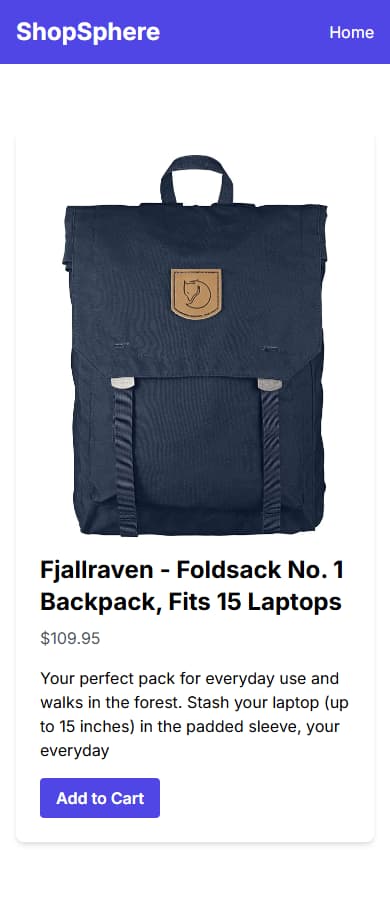 ShopSphere
Home
Fjallraven - Foldsack No. 1
Backpack, Fits 15 Laptops
$109.95
Your perfect pack for everyday use and
walks in the forest. Stash your laptop (up
to 15 inches) in the padded sleeve, your
everyday
Add to Cart